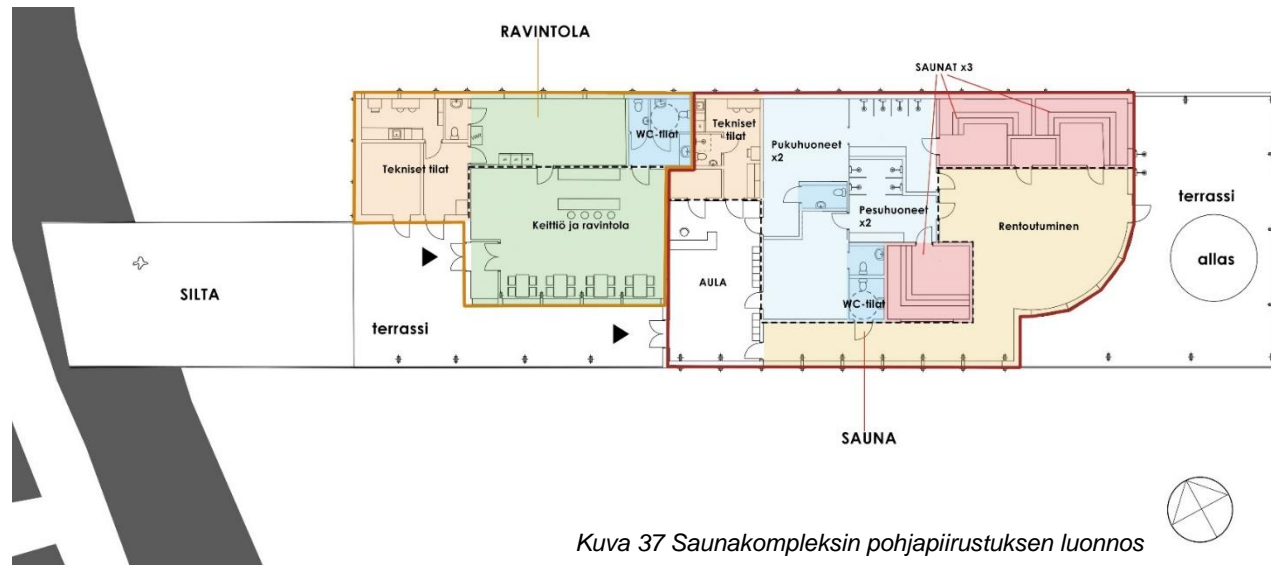 RAVINTOLA
SAUNAT x3
WC-tilat
Tekniset
tilat
Pukuhuoneet
x2
Tekniset tilat
terrassi
Pesuhuoneet
x2
Keittiö ja ravintola
Rentoutuminen
allas
AULA
SILTA
WC-tilat
terrassi
SAUNA
Kuva 37 Saunakompleksin pohjapiirustuksen luonnos